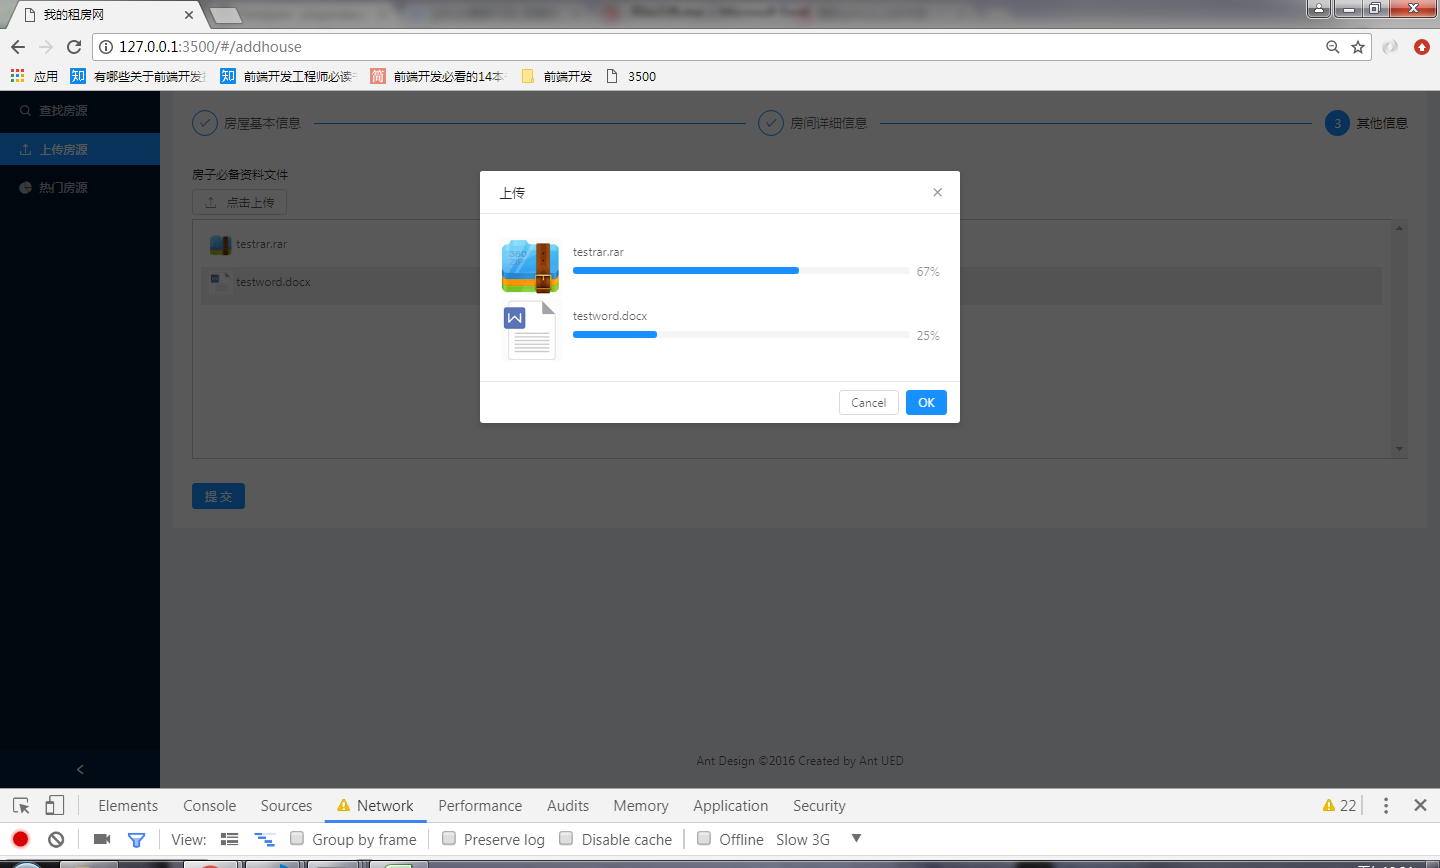 我的租房网
127.0.0.1:3500/#/addhouse
应用 有哪些关于前端开发 前端开发工程师必读 前端开发必看的14本 前端开发 3500
查找房源
上传房源
热门房源
房屋基本信息 房间详细信息 3 其他信息
房子必备资料文件
点击上传
testrar.rar
testword.docx
上传
360
ZIP
testrar.rar
67%
W
testword.docx
25%
Cancel OK
提 交
Ant Design ©2016 Created by Ant UED
Elements Console Sources Network Performance Audits Memory Application Security 22
View: Group by frame Preserve log Disable cache Offline Slow 3G